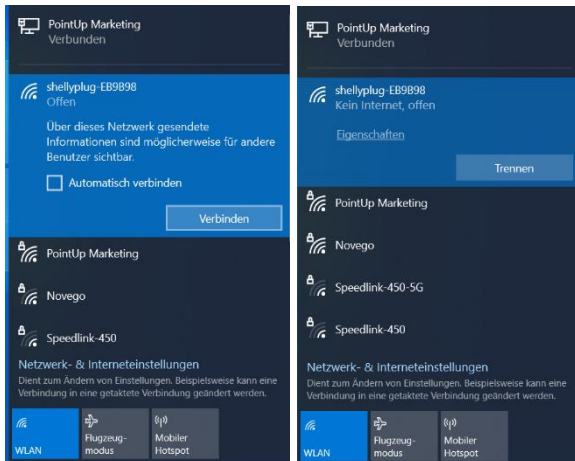 PointUp Marketing
Verbunden
shellyplug-EB9B98
Offen
Über dieses Netzwerk gesendete
Informationen sind möglicherweise für andere
Benutzer sichtbar.
Automatisch verbinden
Verbinden
PointUp Marketing
Novego
Speedlink-450
Netzwerk- & Interneteinstellungen
Dient zum Ändern von Einstellungen. Beispielsweise kann eine
Verbindung in eine getaktete Verbindung geändert werden.
WLAN
Flugzeug-
modus
Mobiler
Hotspot
PointUp Marketing
Verbunden
shellyplug-EB9B98
Kein Internet, offen
Eigenschaften
Trennen
PointUp Marketing
Novego
Speedlink-450-5G
Speedlink-450
Netzwerk- & Interneteinstellungen
Dient zum Ändern von Einstellungen. Beispielsweise kann eine
Verbindung in eine getaktete Verbindung geändert werden.
WLAN
Flugzeug-
modus
Mobiler
Hotspot